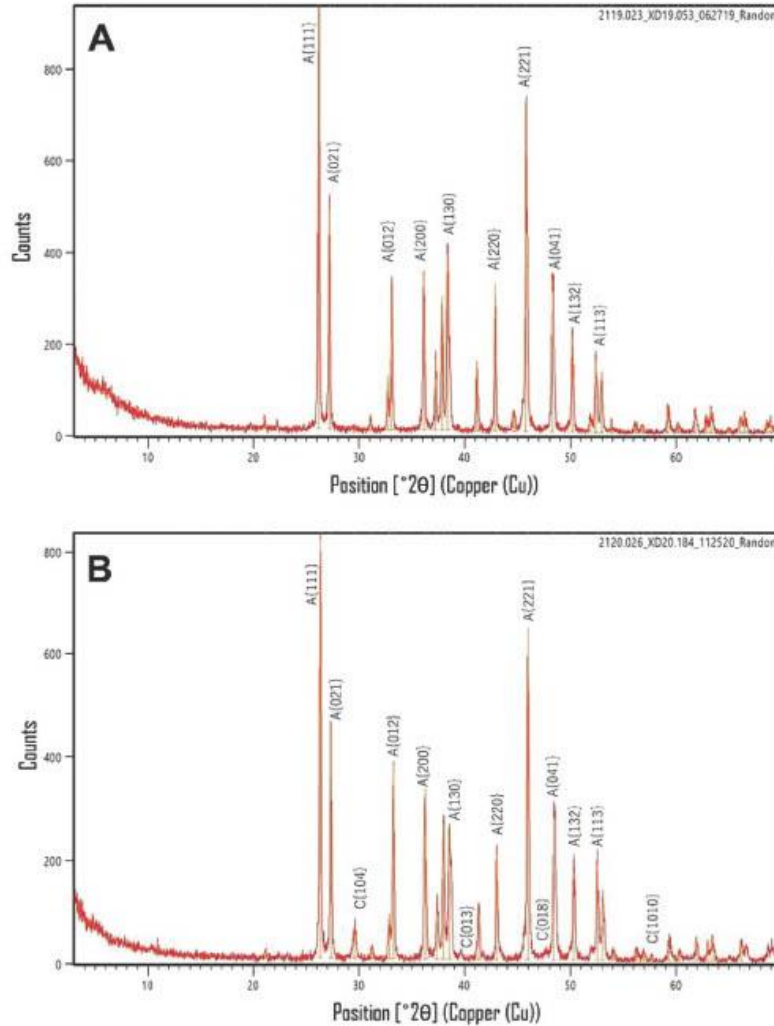 A
2119.023_XD19.053_062719_Random
A{111}
A{021}
A{012}
A{200}
A{130}
A{220}
A{221}
A{041}
A{132}
A{113}
Counts
800
600
400
200
0
10
20
30
40
50
60
Position [°2θ] (Copper (Cu))
B
2120.026_XD20.184_112520_Random
A{111}
A{021}
C{104}
A{012}
A{200}
A{130}
C{013}
A{220}
A{221}
C{018}
A{041}
A{132}
A{113}
C{1010}
Counts
800
600
400
200
0
10
20
30
40
50
60
Position [°2θ] (Copper (Cu))